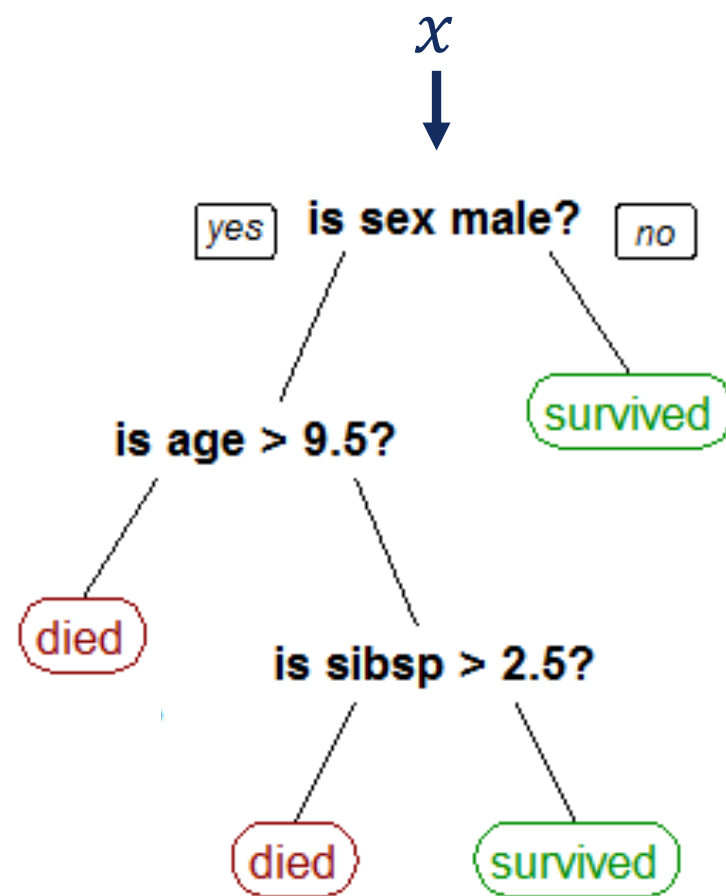 x
yes is sex male? no
survived
is age > 9.5?
died
is sibsp > 2.5?
died survived